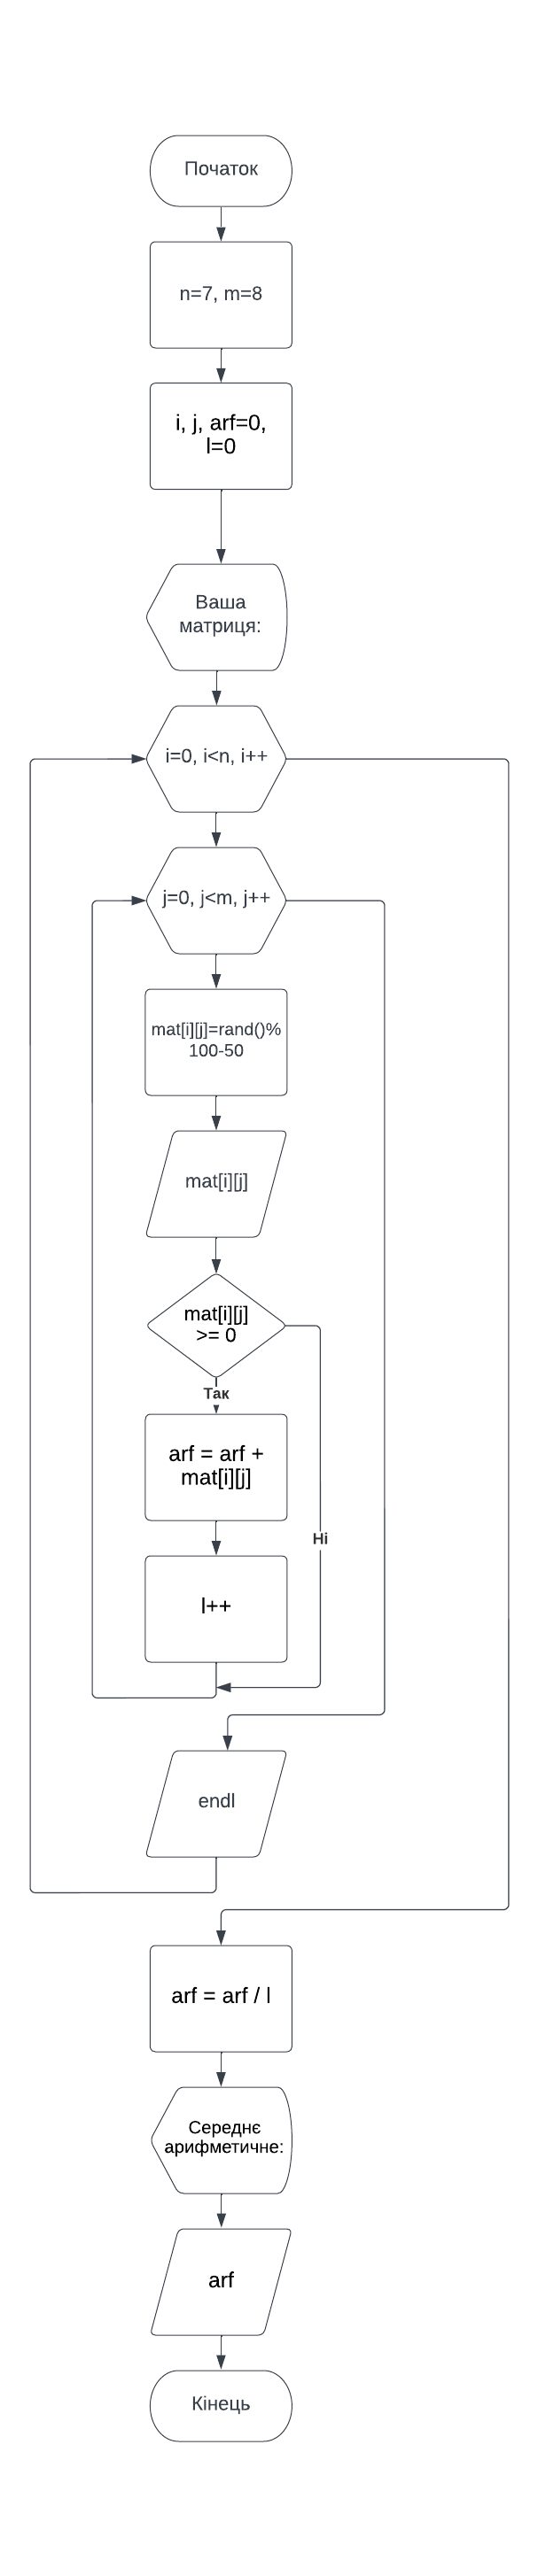 Початок
n=7, m=8
i, j, arf=0,
l=0
Ваша
матриця:
i=0, i<n, i++
j=0, j<m, j++
mat[i][j]=rand()%
100-50
mat[i][j]
mat[i][j]
>= 0
Так
arf = arf +
mat[i][j]
Ні
l++
endl
arf = arf / l
Середнє
арифметичне:
arf
Кінець